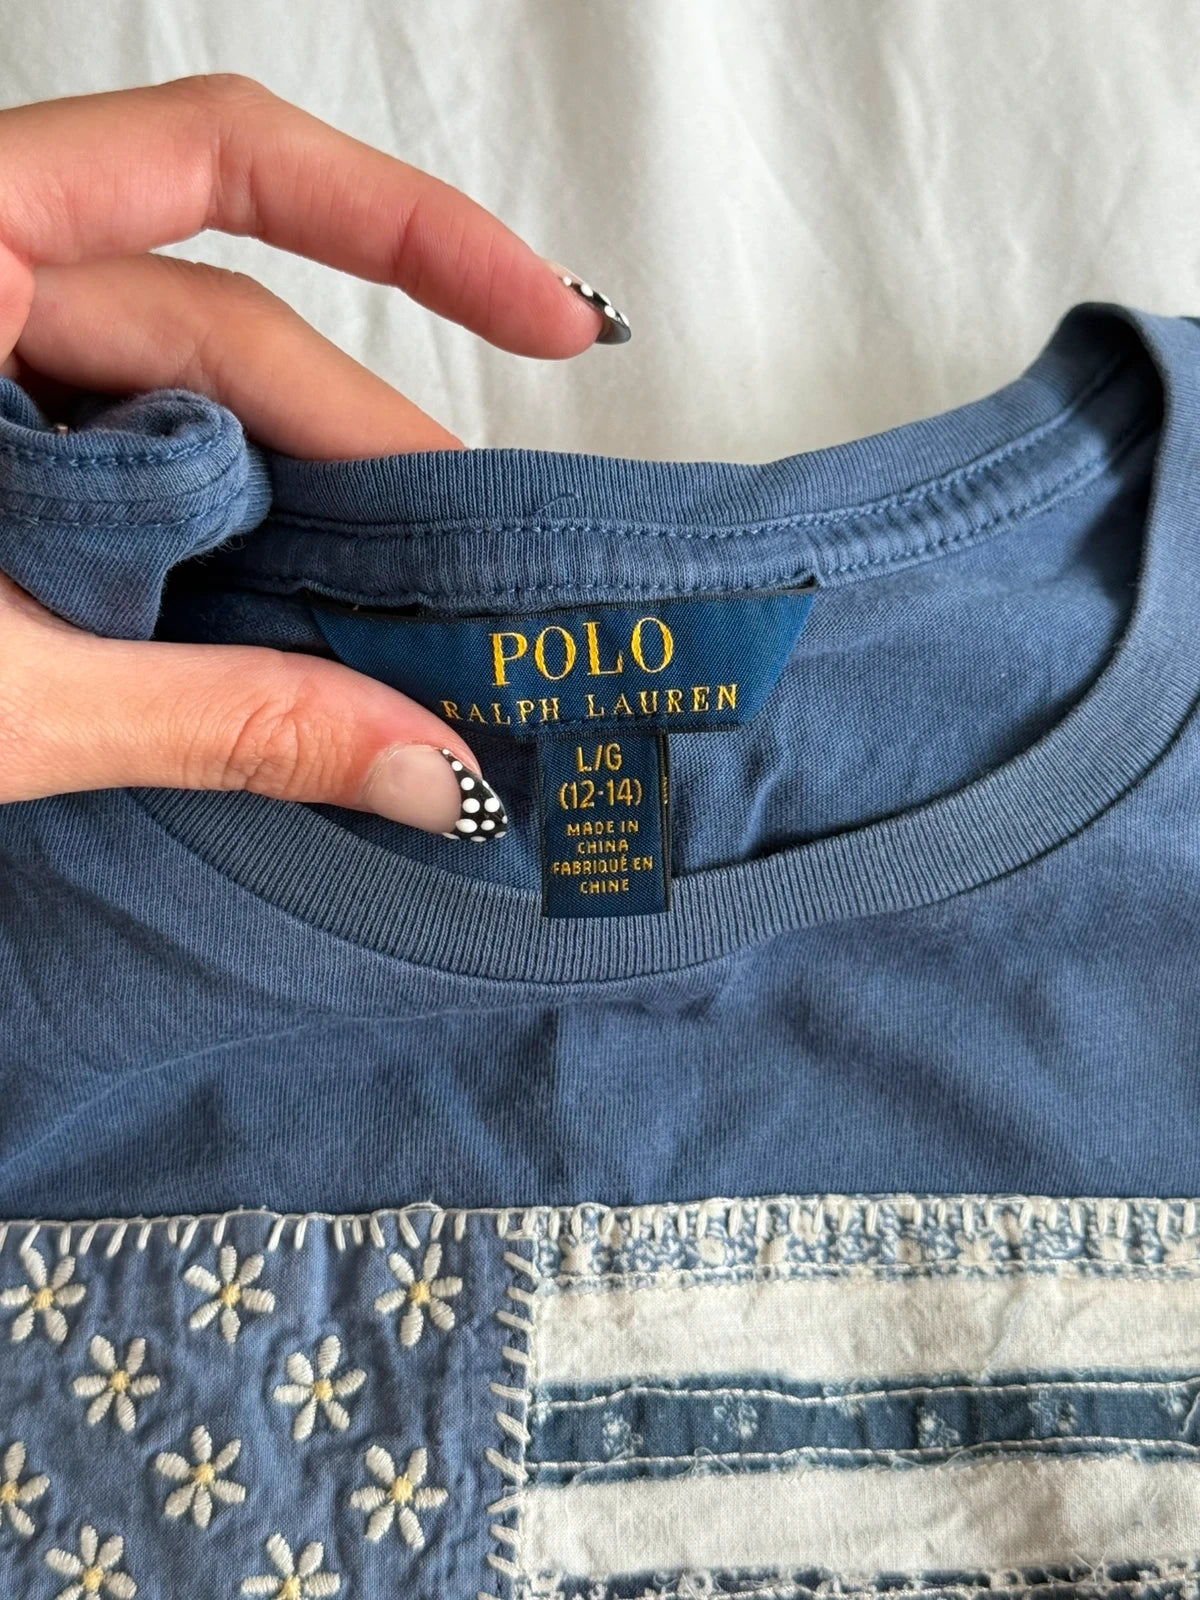 POLO
RALPH LAUREN
L/G
(12-14)
MADE IN
CHINA
FABRIQUÉ EN
CHINE